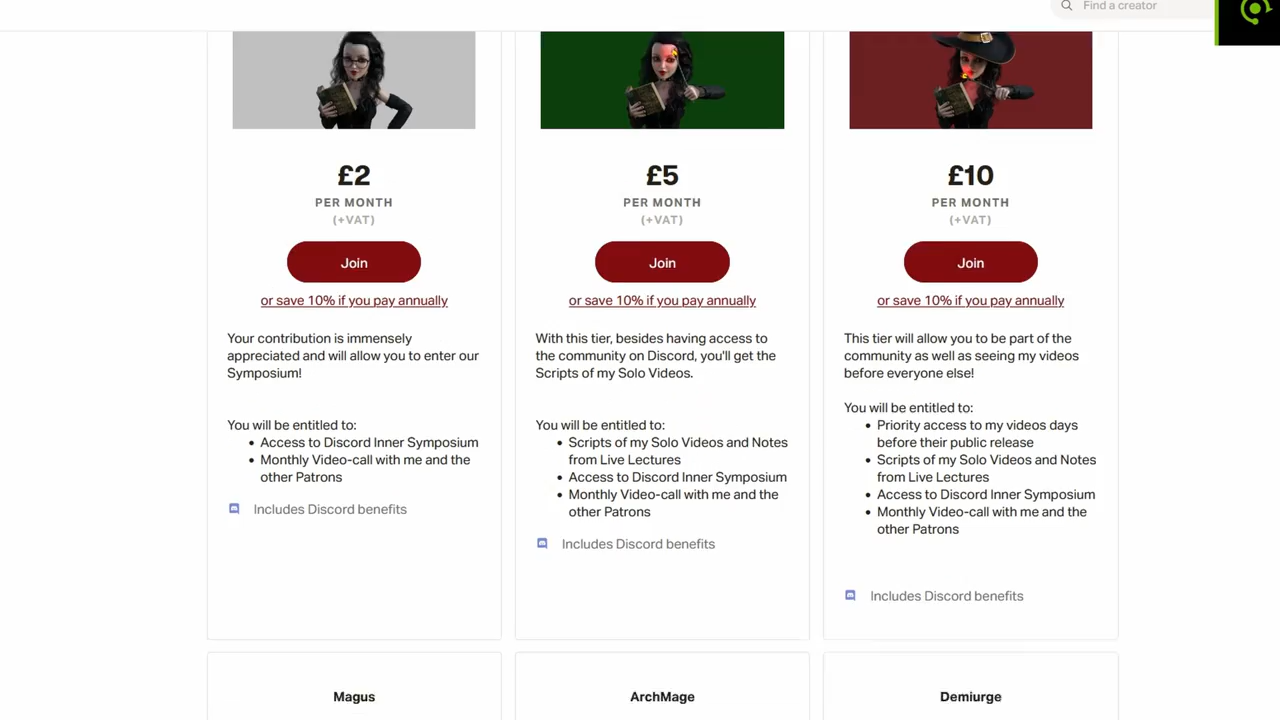 Find a creator
£2
PER MONTH
(+VAT)
Join
or save 10% if you pay annually
Your contribution is immensely
appreciated and will allow you to enter our
Symposium!
You will be entitled to:
• Access to Discord Inner Symposium
• Monthly Video-call with me and the
other Patrons
Includes Discord benefits
£5
PER MONTH
(+VAT)
Join
or save 10% if you pay annually
With this tier, besides having access to
the community on Discord, you'll get the
Scripts of my Solo Videos.
You will be entitled to:
• Scripts of my Solo Videos and Notes
from Live Lectures
• Access to Discord Inner Symposium
• Monthly Video-call with me and the
other Patrons
Includes Discord benefits
£10
PER MONTH
(+VAT)
Join
or save 10% if you pay annually
This tier will allow you to be part of the
community as well as seeing my videos
before everyone else!
You will be entitled to:
• Priority access to my videos days
before their public release
• Scripts of my Solo Videos and Notes
from Live Lectures
• Access to Discord Inner Symposium
• Monthly Video-call with me and the
other Patrons
Includes Discord benefits
Magus
ArchMage
Demiurge